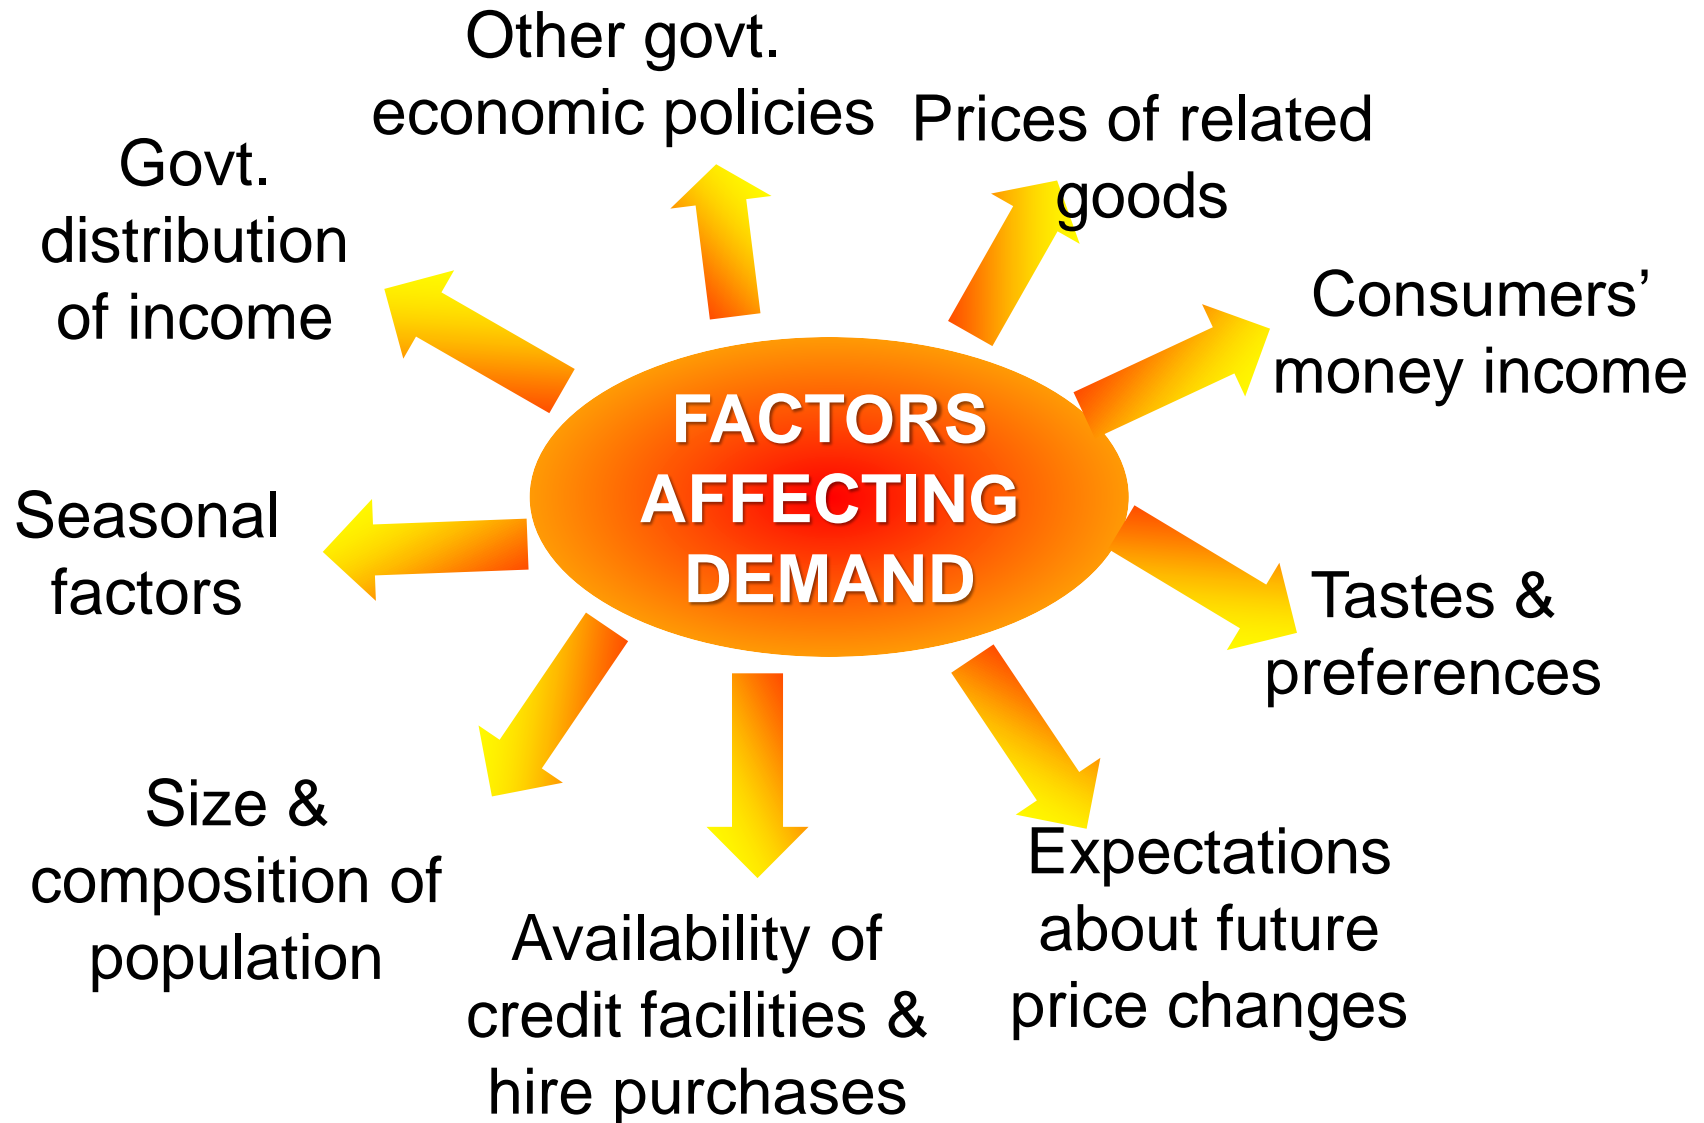 Other govt.
economic policies
Prices of related
goods
Govt.
distribution
of income
Consumers’
money income
FACTORS
AFFECTING
DEMAND
Seasonal
factors
Tastes &
preferences
Size &
composition of
population
Availability of
credit facilities &
hire purchases
Expectations
about future
price changes